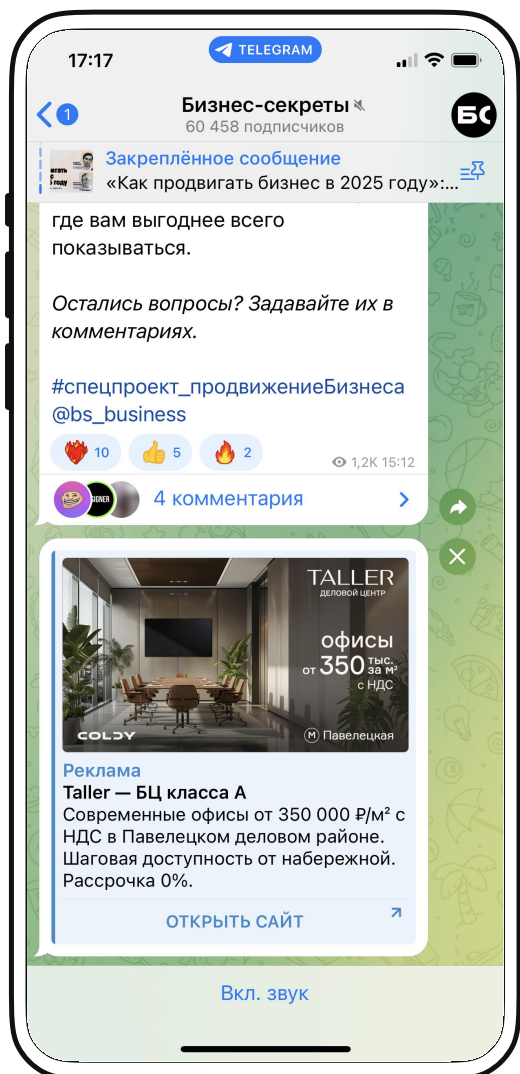 17:17
TELEGRAM
1
Бизнес-секреты
60 458 подписчиков
БС
Закреплённое сообщение
«Как продвигать бизнес в 2025 году»:...
где вам выгоднее всего
показываться.
Остались вопросы? Задавайте их в
комментариях.
#спецпроект_продвижениеБизнеса
@bs_business
10
5
2
1,2K 15:12
4 комментария
TALLER
ДЕЛОВОЙ ЦЕНТР
офисы
от 350 тыс. за м²
с НДС
COLDY
М Павелецкая
Реклама
Taller — БЦ класса А
Современные офисы от 350 000 ₽/м² с
НДС в Павелецком деловом районе.
Шаговая доступность от набережной.
Рассрочка 0%.
ОТКРЫТЬ САЙТ
Вкл. звук